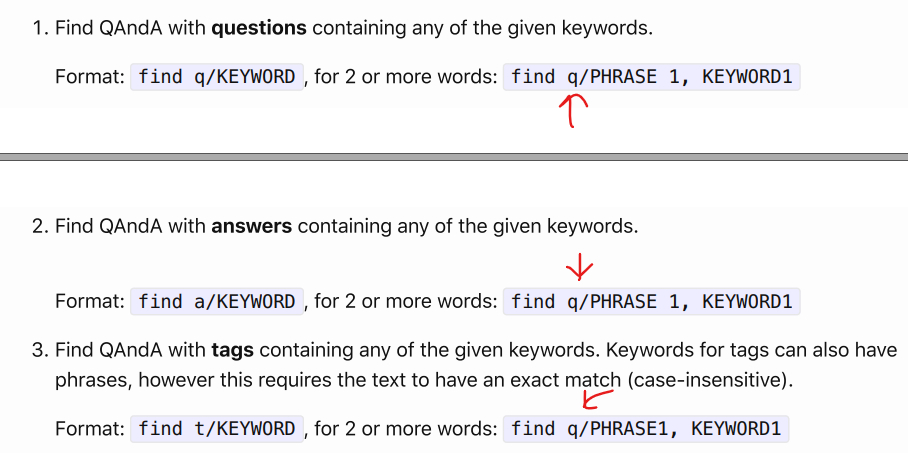 1. Find QAndA with questions containing any of the given keywords.
Format: find q/KEYWORD , for 2 or more words: find q/PHRASE 1, KEYWORD1
2. Find QAndA with answers containing any of the given keywords.
Format: find a/KEYWORD , for 2 or more words: find q/PHRASE 1, KEYWORD1
3. Find QAndA with tags containing any of the given keywords. Keywords for tags can also have
phrases, however this requires the text to have an exact match (case-insensitive).
Format: find t/KEYWORD , for 2 or more words: find q/PHRASE1, KEYWORD1